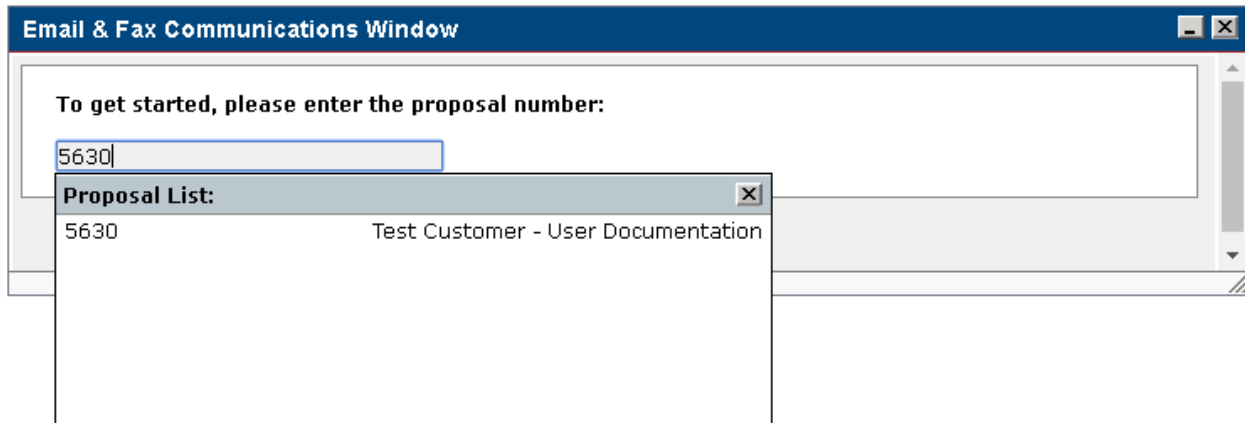 Email & Fax Communications Window
To get started, please enter the proposal number:
5630
Proposal List:
5630 Test Customer - User Documentation